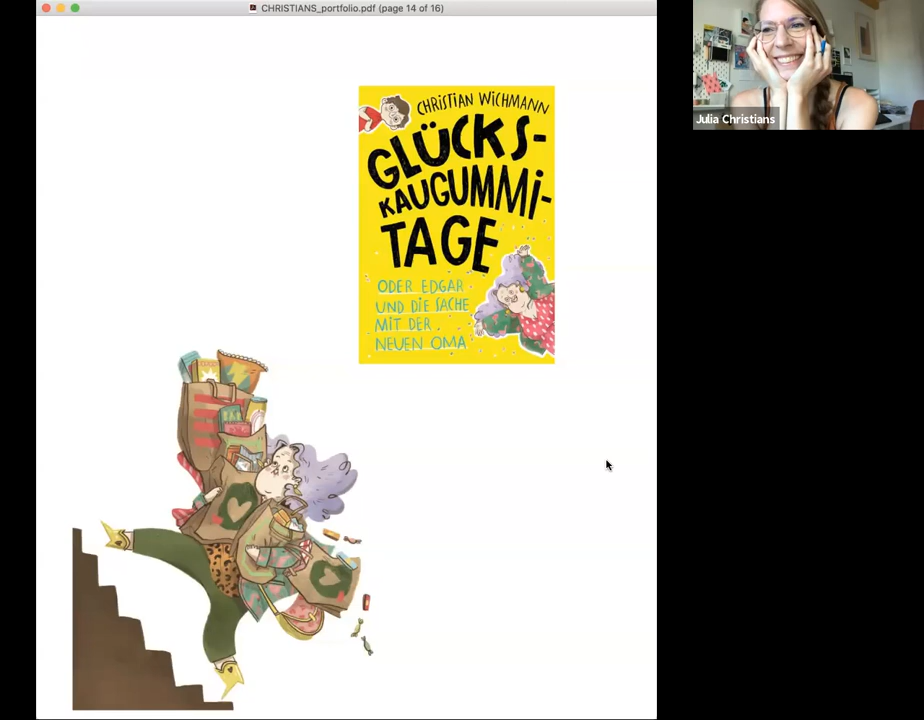 CHRISTIANS_portfolio.pdf (page 14 of 16)
CHRISTIAN WICHMANN
GLÜCKS-
KAUGUMMI-
TAGE
ODER EDGAR
UND DIE SACHE
MIT DER
NEUEN OMA
Julia Christians